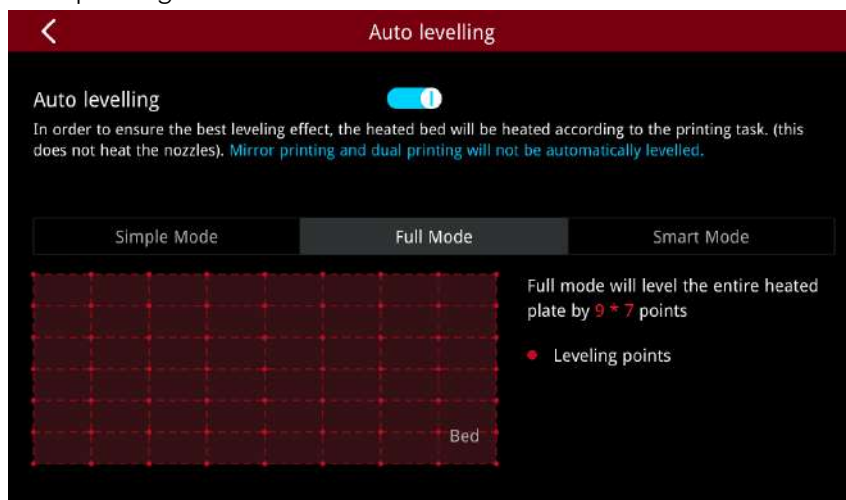 Auto levelling
Auto levelling
In order to ensure the best leveling effect, the heated bed will be heated according to the printing task. (this
does not heat the nozzles). Mirror printing and dual printing will not be automatically levelled.
Simple Mode
Full Mode
Smart Mode
Full mode will level the entire heated
plate by 9 * 7 points
Leveling points
Bed